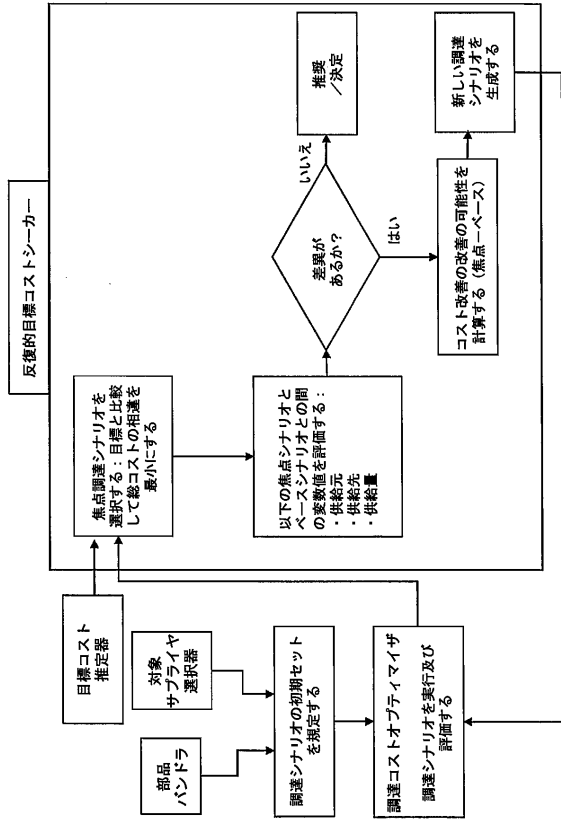 反復的目標コストシーカー
目標コスト
推定器
焦点調達シナリオを
選択する：目標と比較
して総コストの相違を
最小にする
部品
バンドラ
対象
サプライヤ
選択器
調達シナリオの初期セット
を規定する
調達コストオプティマイザ
調達シナリオを実行及び
評価する
以下の焦点シナリオと
ベースシナリオとの間
の変数値を評価する：
・供給元
・供給先
・供給量
差異が
あるか？
いいえ
推奨
／決定
はい
コスト改善の改善の可能性を
計算する（焦点－ベース）
新しい調達
シナリオを
生成する